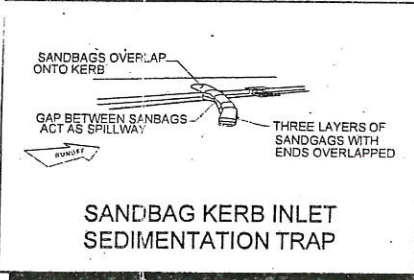 SANDBAGS OVERLAP
ONTO KERB
GAP BETWEEN SANBAGS
ACT AS SPILLWAY
RUNOFF
THREE LAYERS OF
SANDGAGS WITH
ENDS OVERLAPPED
SANDBAG KERB INLET
SEDIMENTATION TRAP